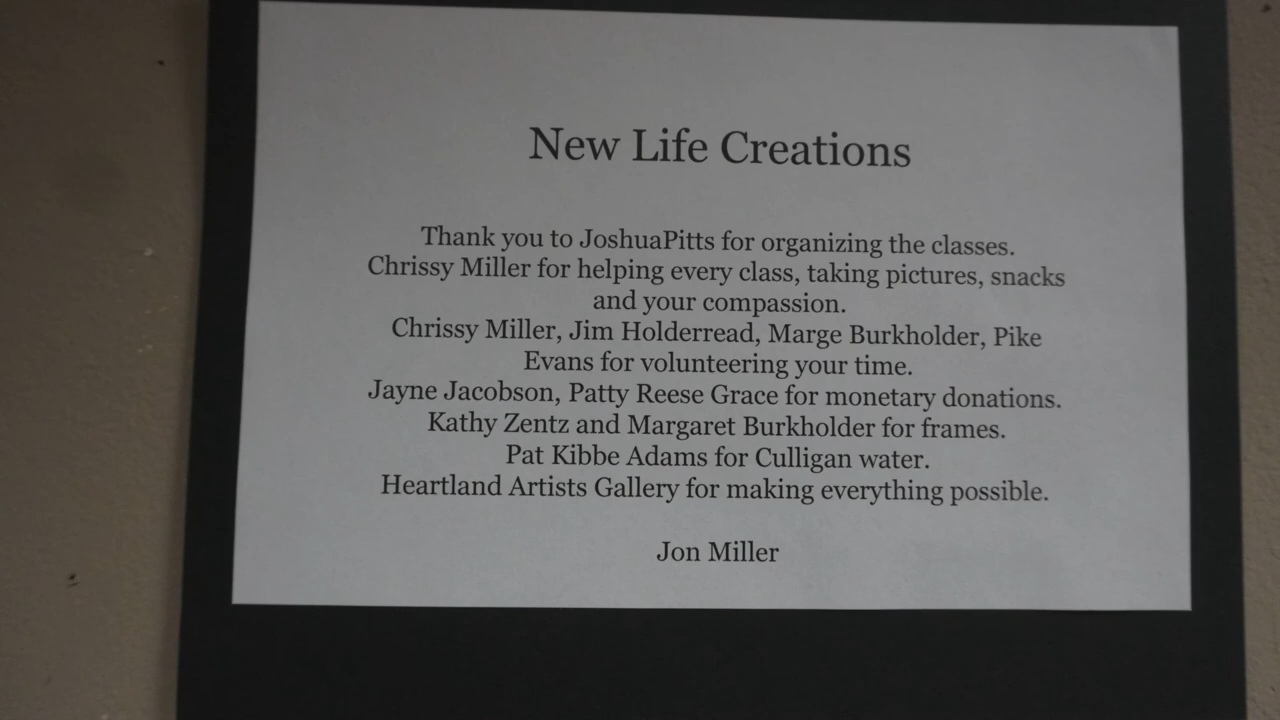 New Life Creations
Thank you to JoshuaPitts for organizing the classes.
Chrissy Miller for helping every class, taking pictures, snacks
and your compassion.
Chrissy Miller, Jim Holderread, Marge Burkholder, Pike
Evans for volunteering your time.
Jayne Jacobson, Patty Reese Grace for monetary donations.
Kathy Zentz and Margaret Burkholder for frames.
Pat Kibbe Adams for Culligan water.
Heartland Artists Gallery for making everything possible.
Jon Miller